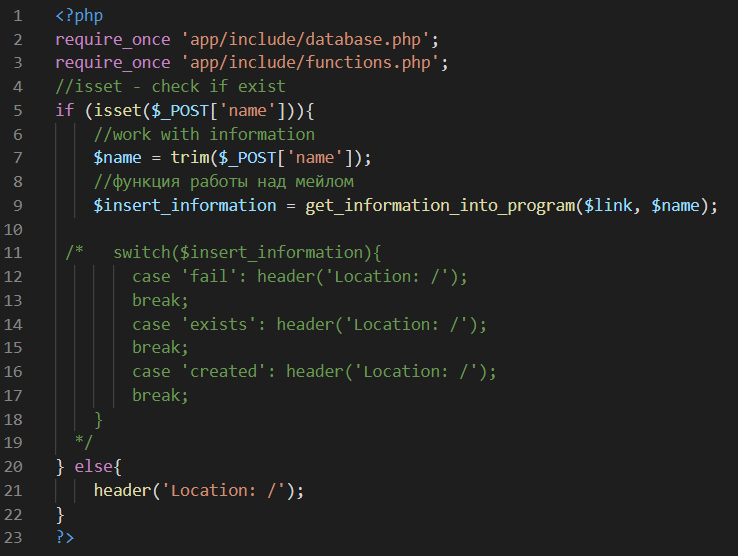 1 <?php
2 require_once 'app/include/database.php';
3 require_once 'app/include/functions.php';
4 //isset - check if exist
5 if (isset($_POST['name'])){
6 //work with information
7 $name = trim($_POST['name']);
8 //функция работы над мейлом
9 $insert_information = get_information_into_program($link, $name);
10
11 /* switch($insert_information){
12 case 'fail': header('Location: /');
13 break;
14 case 'exists': header('Location: /');
15 break;
16 case 'created': header('Location: /');
17 break;
18 }
19 */
20 } else{
21 header('Location: /');
22 }
23 ?>